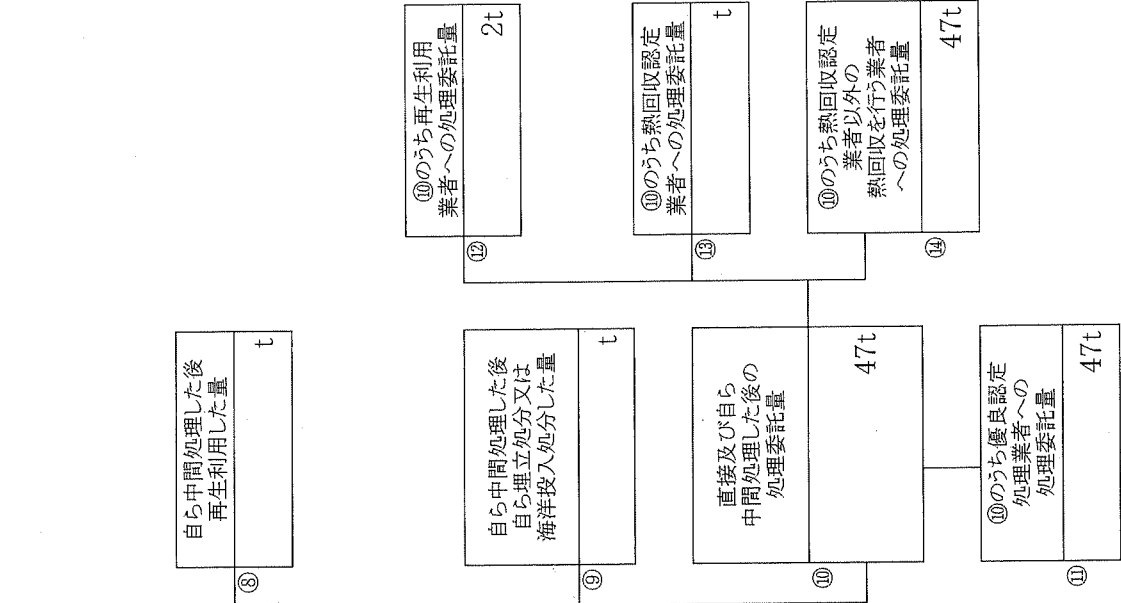 ⑧
自ら中間処理した後
再生利用した量
t
⑨
自ら中間処理した後
自ら埋立処分又は
海洋投入処分した量
t
⑩
直接及び自ら
中間処理した後の
処理委託量
47t
⑪
⑩のうち優良認定
処理業者への
処理委託量
47t
⑫
⑩のうち再生利用
業者への処理委託量
2t
⑬
⑩のうち熱回収認定
業者への処理委託量
t
⑭
⑩のうち熱回収認定
業者以外の
熱回収を行う業者
への処理委託量
47t